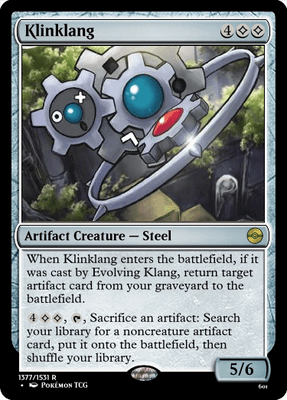 Klinklang 4
Artifact Creature — Steel
When Klinklang enters the battlefield, if it
was cast by Evolving Klang, return target
artifact card from your graveyard to the
battlefield.
4 , , Sacrifice an artifact: Search
your library for a noncreature artifact
card, put it onto the battlefield, then
shuffle your library.
5/6
1377/1531 R
• POKÉMON TCG